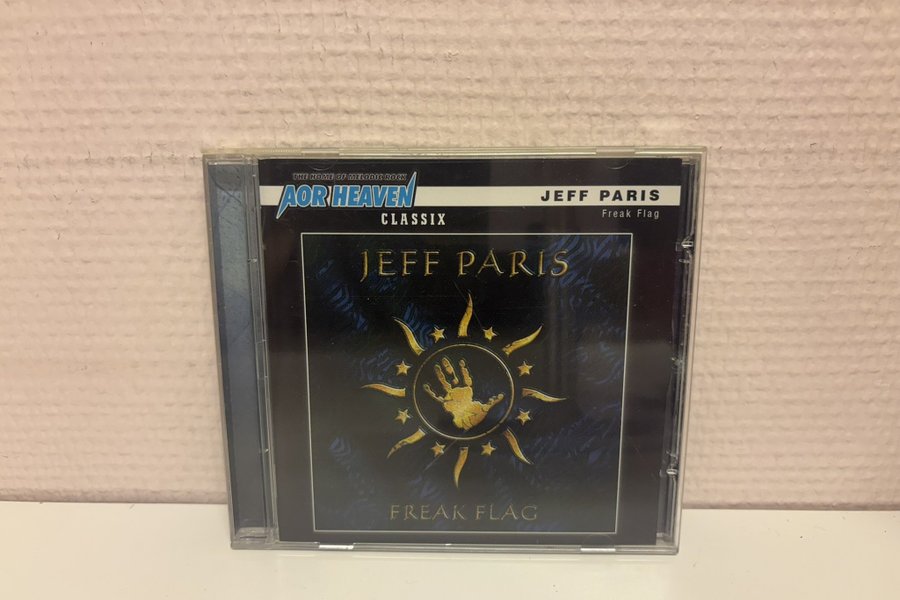 THE HOME OF MELODIC ROCK
AOR HEAVEN
CLASSIX
JEFF PARIS
Freak Flag
JEFF PARIS
FREAK FLAG